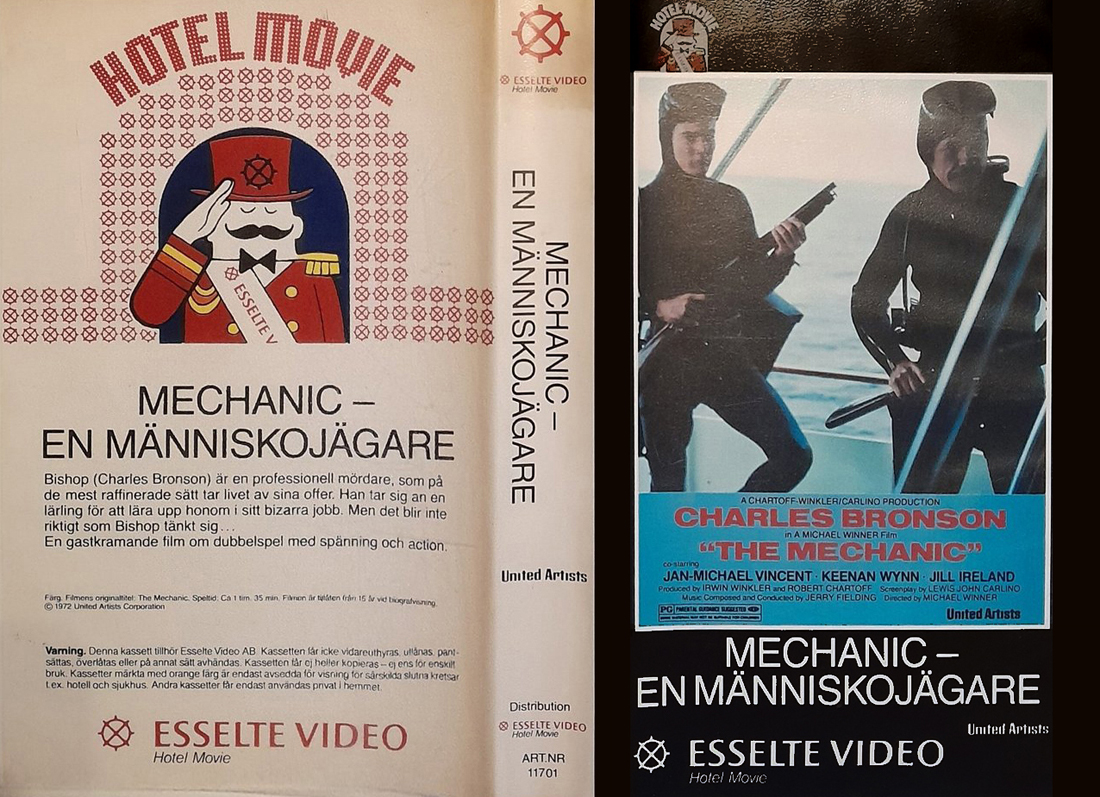 HOTEL MOVIE
ESSELTE V
MECHANIC –
EN MÄNNISKOJÄGARE
Bishop (Charles Bronson) är en professionell mördare, som på
de mest raffinerade sätt tar livet av sina offer. Han tar sig an en
lärling för att lära upp honom i sitt bizarra jobb. Men det blir inte
riktigt som Bishop tänkt sig...
En gastkramande film om dubbelspel med spänning och action.
Färg. Filmens originaltitel: The Mechanic. Speltid: Ca 1 tim. 35 min. Filmen är tillåten från 15 år vid biografvisning.
© 1972 United Artists Corporation
Varning. Denna kassett tillhör Esselte Video AB. Kassetten får icke vidareuthyras, utlånas, pant-
sättas, överlåtas eller på annat sätt avhändas. Kassetten får ej heller kopieras – ej ens för enskilt
bruk. Kassetter märkta med orange färg är endast avsedda för visning för särskilda slutna kretsar
t.ex. hotell och sjukhus. Andra kassetter får endast användas privat i hemmet.
ESSELTE VIDEO
Hotel Movie
ESSELTE VIDEO
Hotel Movie
MECHANIC –
EN MÄNNISKOJÄGARE
United Artists
Distribution
ESSELTE VIDEO
Hotel Movie
ART.NR
11701
HOTEL MOVIE
A CHARTOFF-WINKLER/CARLINO PRODUCTION
CHARLES BRONSON
in A MICHAEL WINNER Film
"THE MECHANIC"
co-starring
JAN-MICHAEL VINCENT · KEENAN WYNN · JILL IRELAND
Produced by IRWIN WINKLER and ROBERT CHARTOFF Screenplay by LEWIS JOHN CARLINO
Music Composed and Conducted by JERRY FIELDING Directed by MICHAEL WINNER
PG PARENTAL GUIDANCE SUGGESTED
United Artists
MECHANIC –
EN MÄNNISKOJÄGARE
United Artists
ESSELTE VIDEO
Hotel Movie